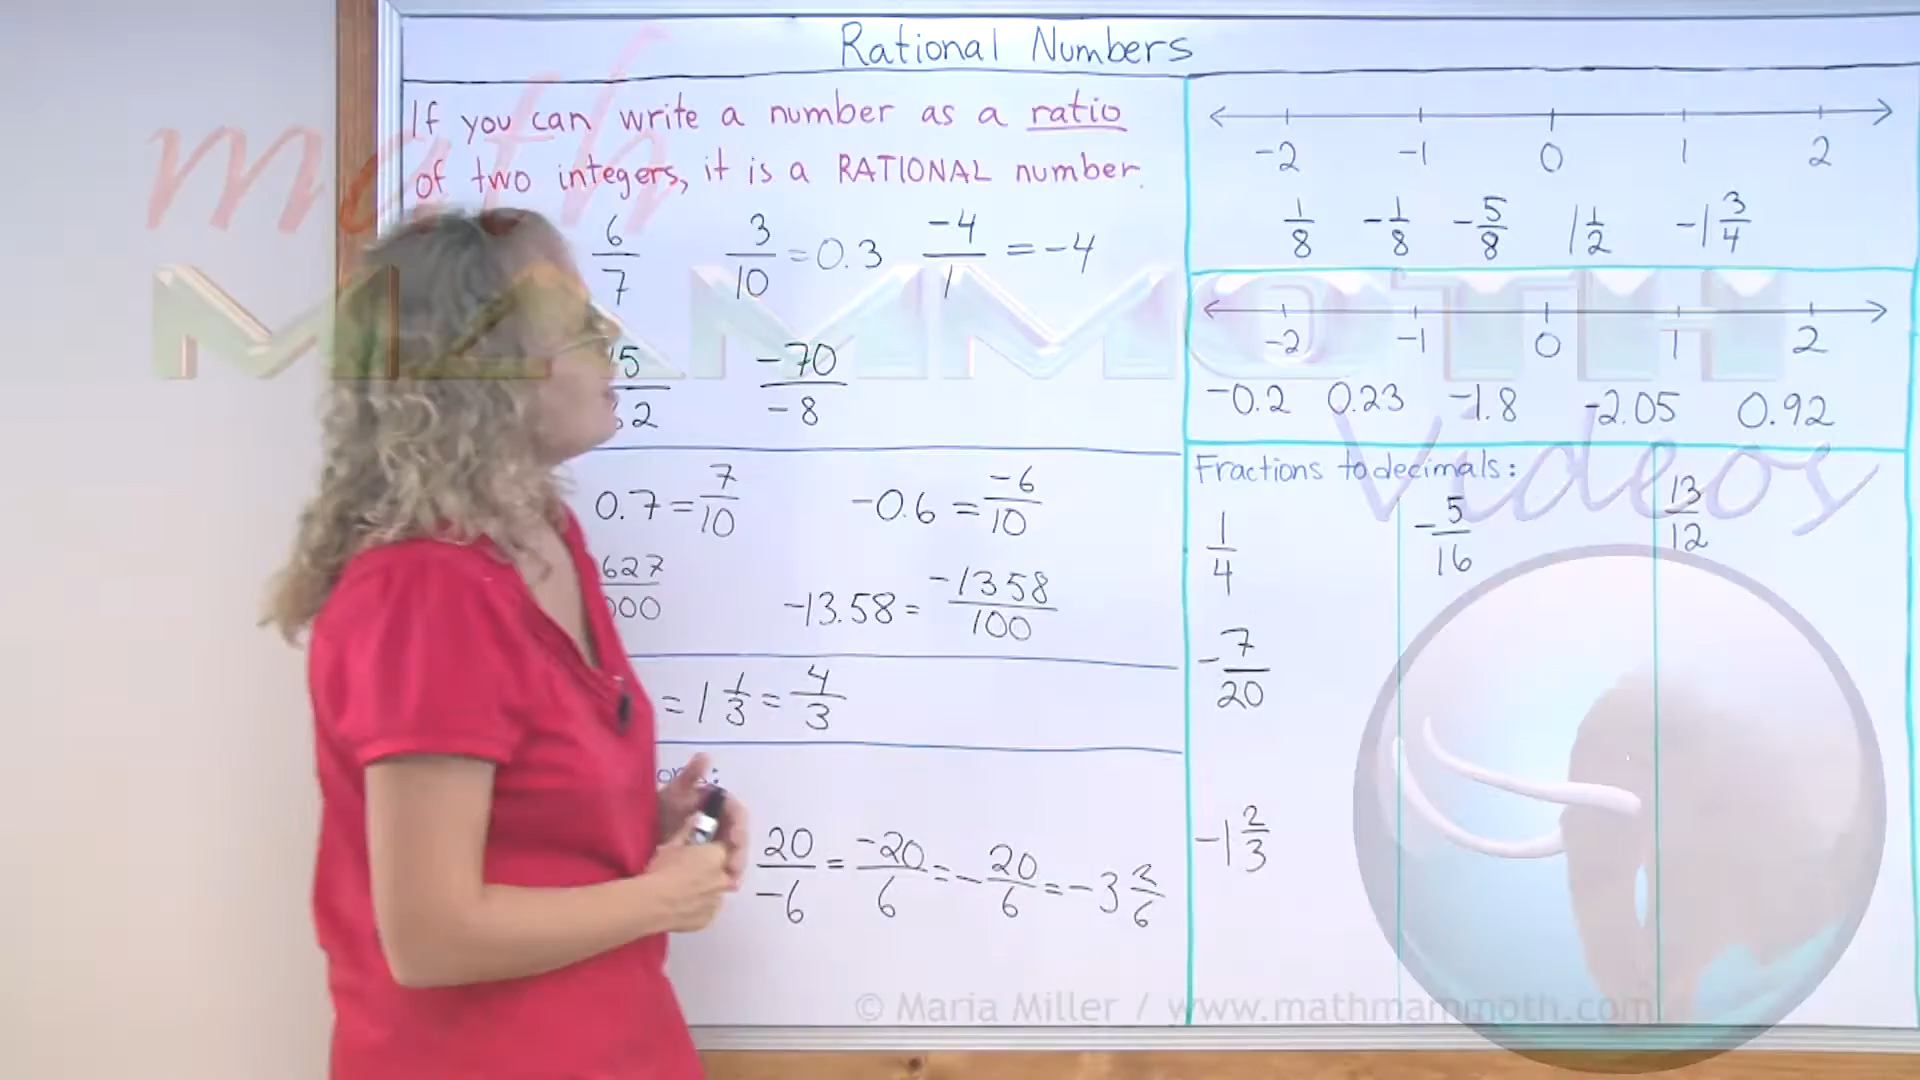 Rational Numbers
If you can write a number as a ratio
of two integers, it is a RATIONAL number.
6/7 3/10 = 0.3 -4/1 = -4
-70/-8
0.7 = 7/10 -0.6 = -6/10
-13.58 = -1358/100
= 1 1/3 = 4/3
20/-6 = -20/6 = - 20/6 = -3 2/6
-2 -1 0 1 2
1/8 -1/8 -5/8 1 1/2 -1 3/4
-2 -1 0 1 2
-0.2 0.23 -1.8 -2.05 0.92
Fractions to decimals:
1/4 -5/16 13/12
-7/20
-1 2/3
math
MAMMOTH
Videos
© Maria Miller / www.mathmammoth.com